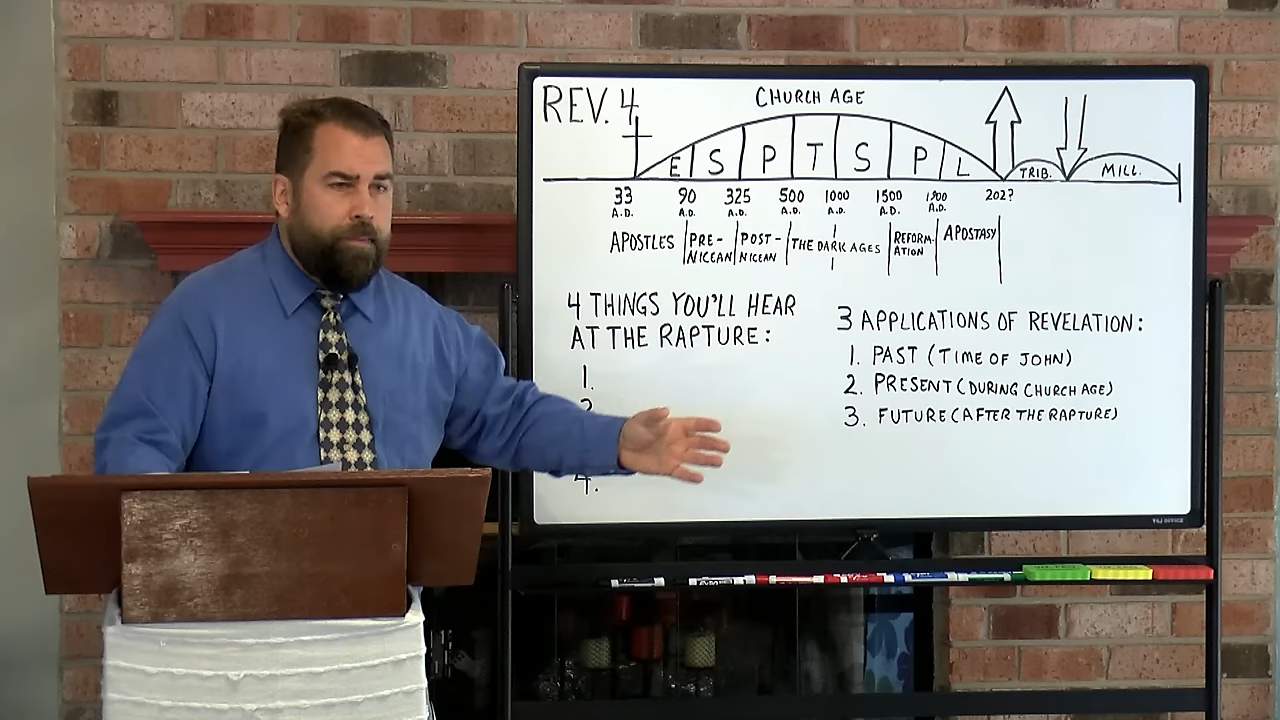 REV. 4
CHURCH AGE
E S P T S P L
TRIB.
MILL.
33 90 325 500 1000 1500 1900 202?
A.D. A.D. A.D. A.D. A.D. A.D. A.D.
APOSTLES
PRE-
NICCAN
POST-
NICEAN
THE DARK AGES
REFORM-
ATION
APOSTASY
4 THINGS YOU'LL HEAR
AT THE RAPTURE:
1.
2
4.
3 APPLICATIONS OF REVELATION:
1. PAST (TIME OF JOHN)
2. PRESENT (DURING CHURCH AGE)
3. FUTURE (AFTER THE RAPTURE)